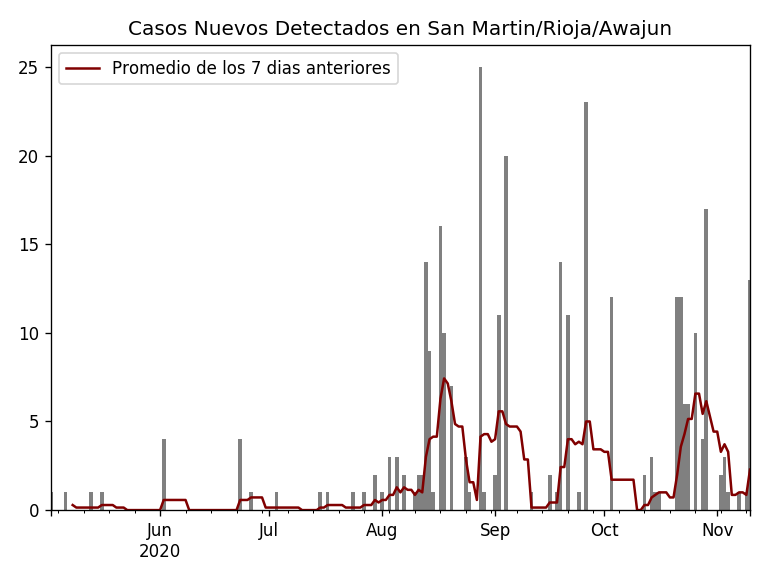 Casos Nuevos Detectados en San Martin/Rioja/Awajun
Promedio de los 7 dias anteriores
25
20
15
10
5
0
Jun
2020
Jul
Aug
Sep
Oct
Nov